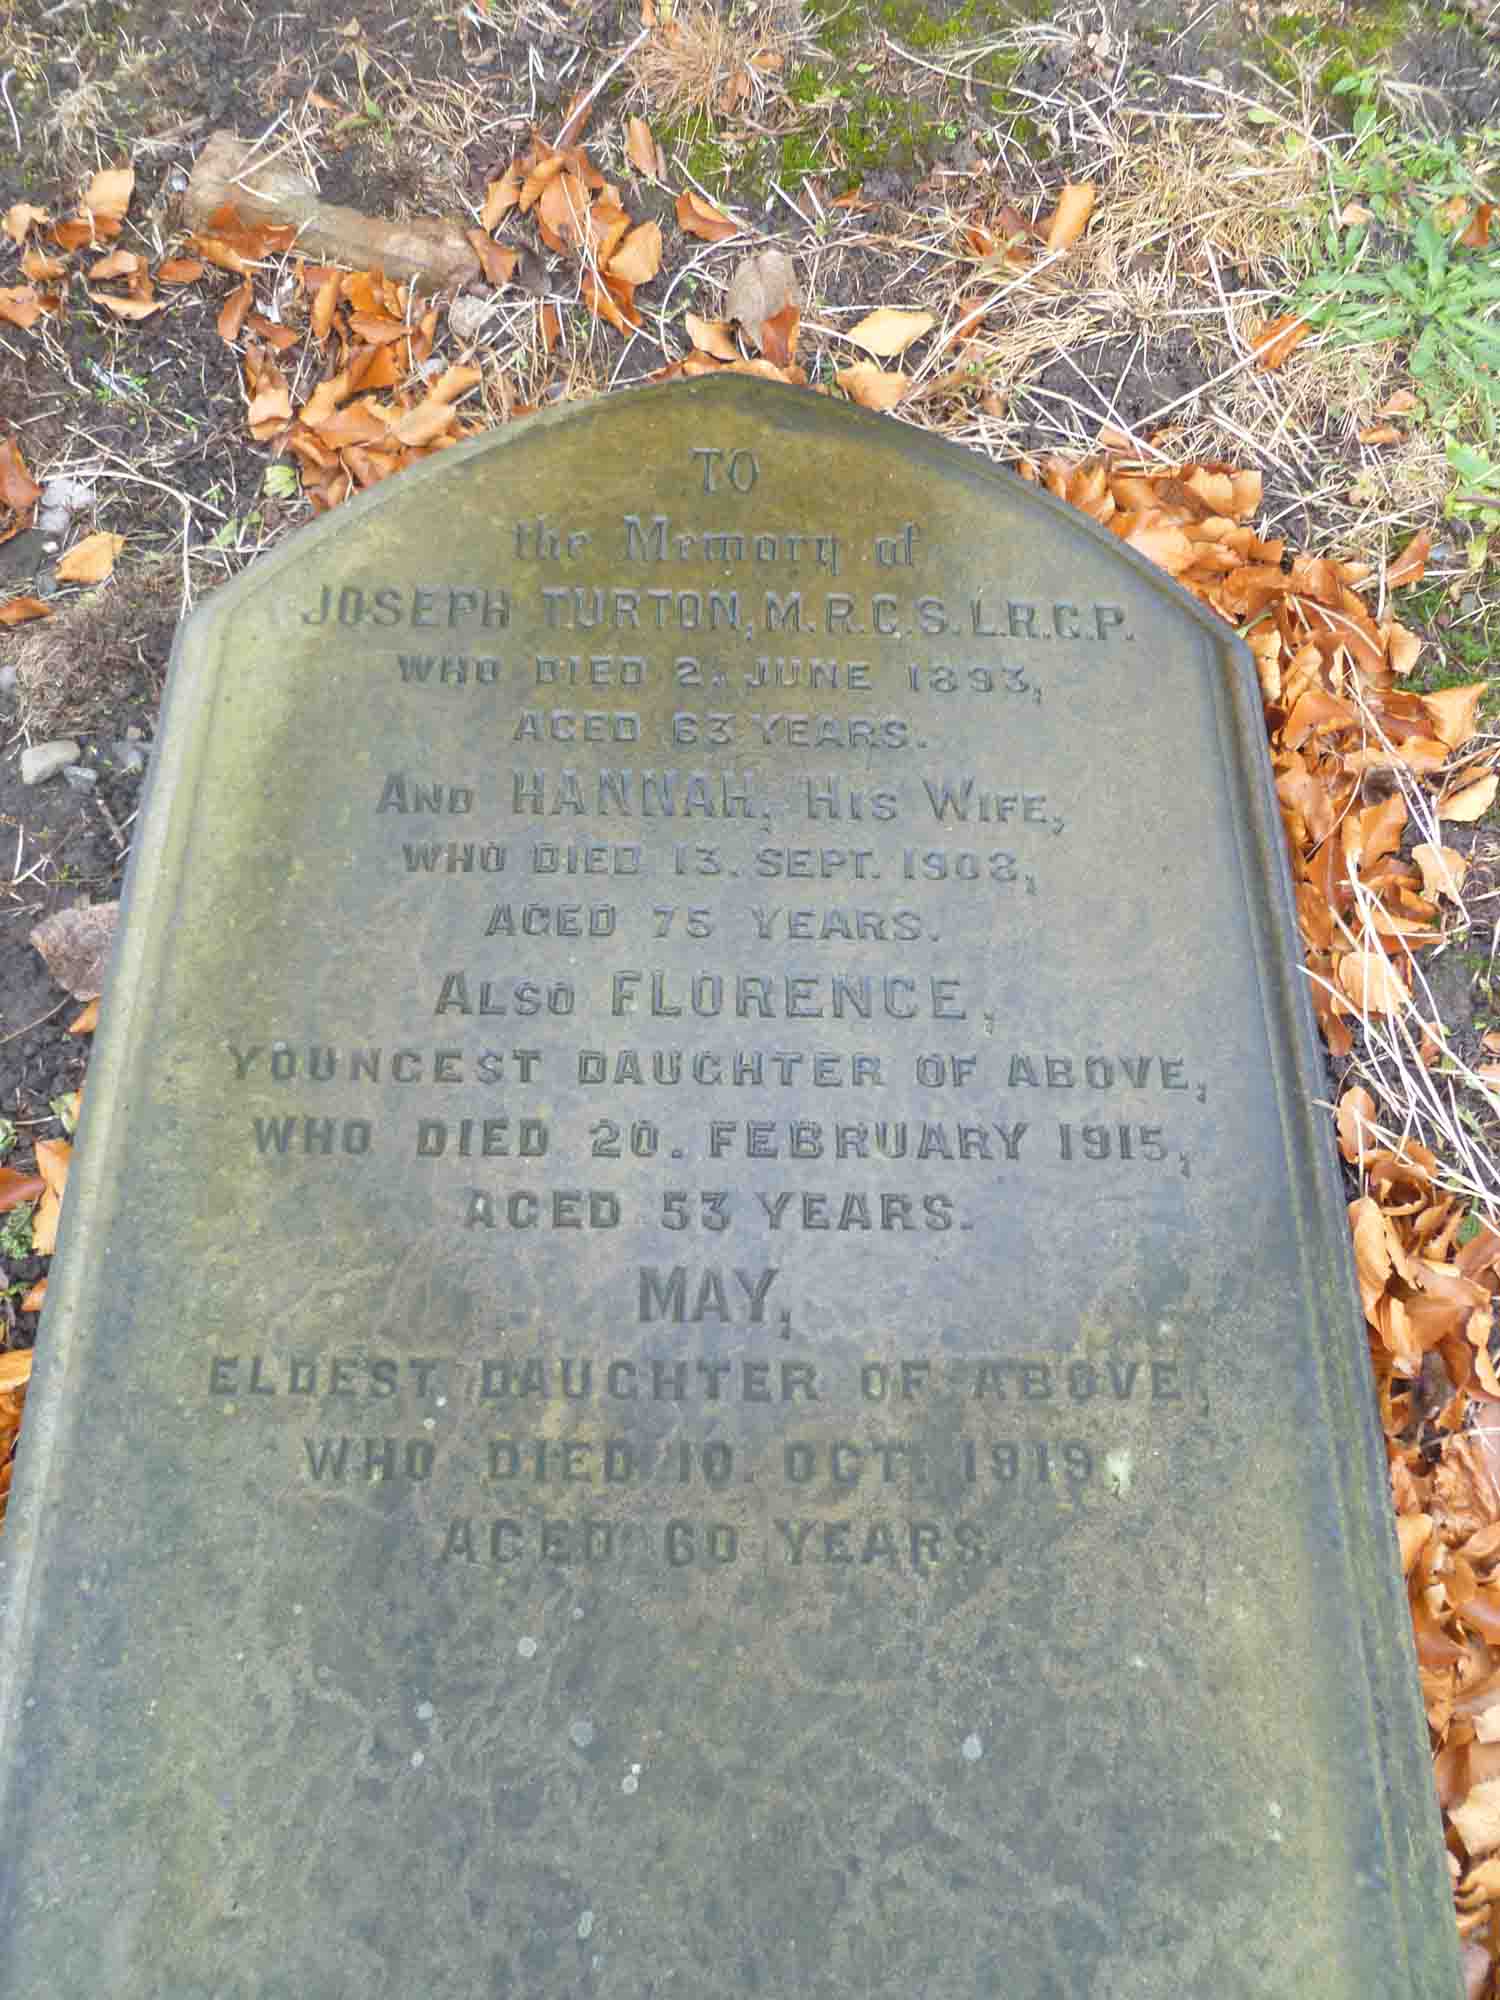 TO
the Memory of
JOSEPH TURTON, M.R.C.S. L.R.C.P.
WHO DIED 2. JUNE 1893,
AGED 63 YEARS.
AND HANNAH, HIS WIFE,
WHO DIED 13. SEPT. 1908,
AGED 75 YEARS.
ALSO FLORENCE,
YOUNGEST DAUGHTER OF ABOVE,
WHO DIED 20. FEBRUARY 1915,
AGED 53 YEARS.
MAY,
ELDEST DAUGHTER OF ABOVE,
WHO DIED 10. OCT. 1919,
AGED 60 YEARS.